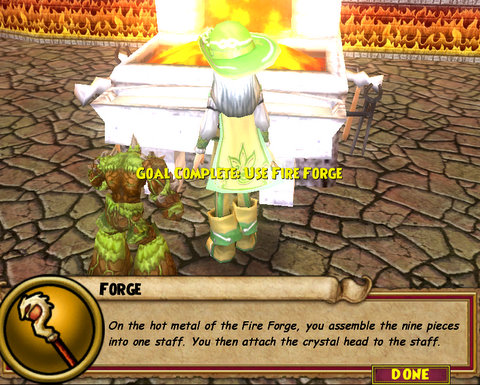 Goal Complete: Use Fire Forge
Forge
On the hot metal of the Fire Forge, you assemble the nine pieces
into one staff. You then attach the crystal head to the staff.
DONE